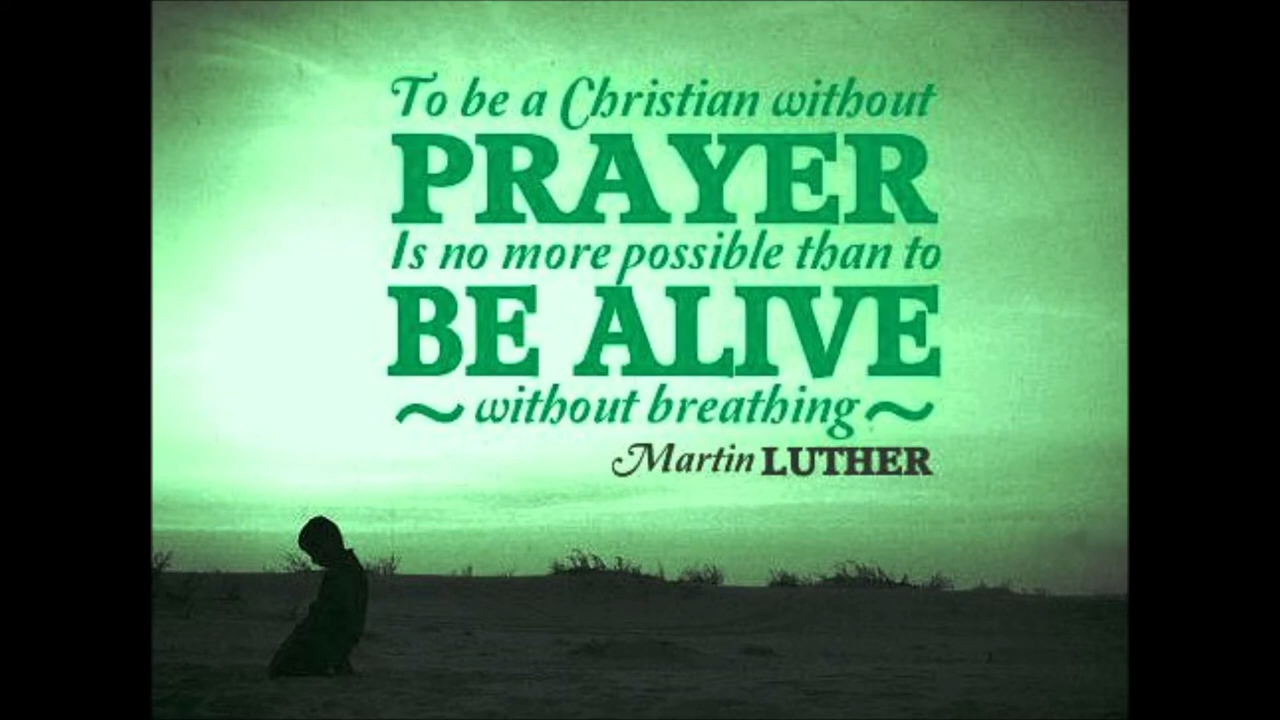 To be a Christian without
PRAYER
Is no more possible than to
BE ALIVE
~ without breathing ~
Martin LUTHER